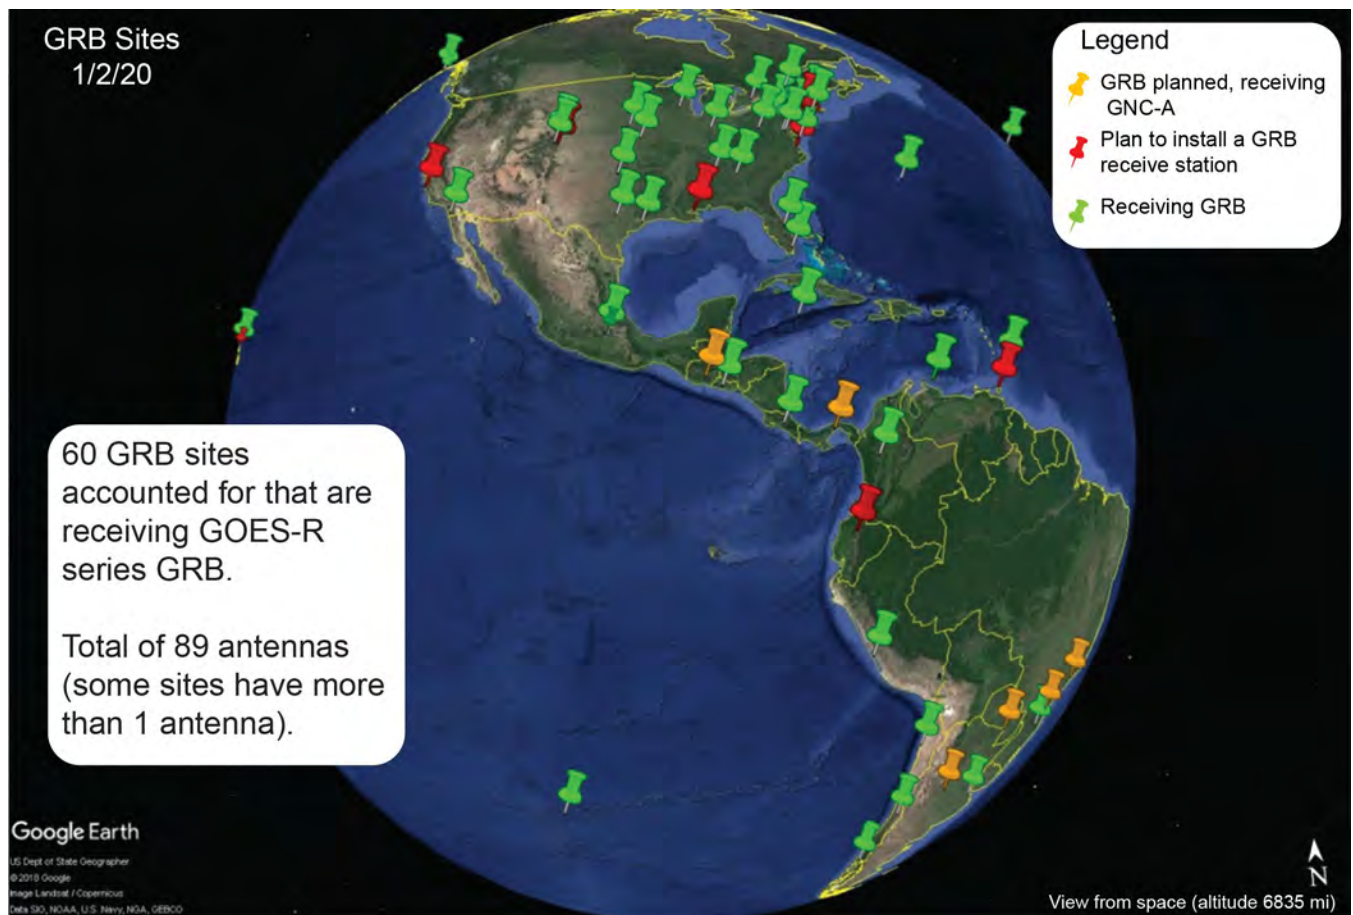 GRB Sites
1/2/20
Legend
GRB planned, receiving
GNC-A
Plan to install a GRB
receive station
Receiving GRB
60 GRB sites
accounted for that are
receiving GOES-R
series GRB.
Total of 89 antennas
(some sites have more
than 1 antenna).
Google Earth
US Dept of State Geographer
©2018 Google
Image Landsat / Copernicus
Data SIO, NOAA, U.S. Navy, NGA, GEBCO
N
View from space (altitude 6835 mi)